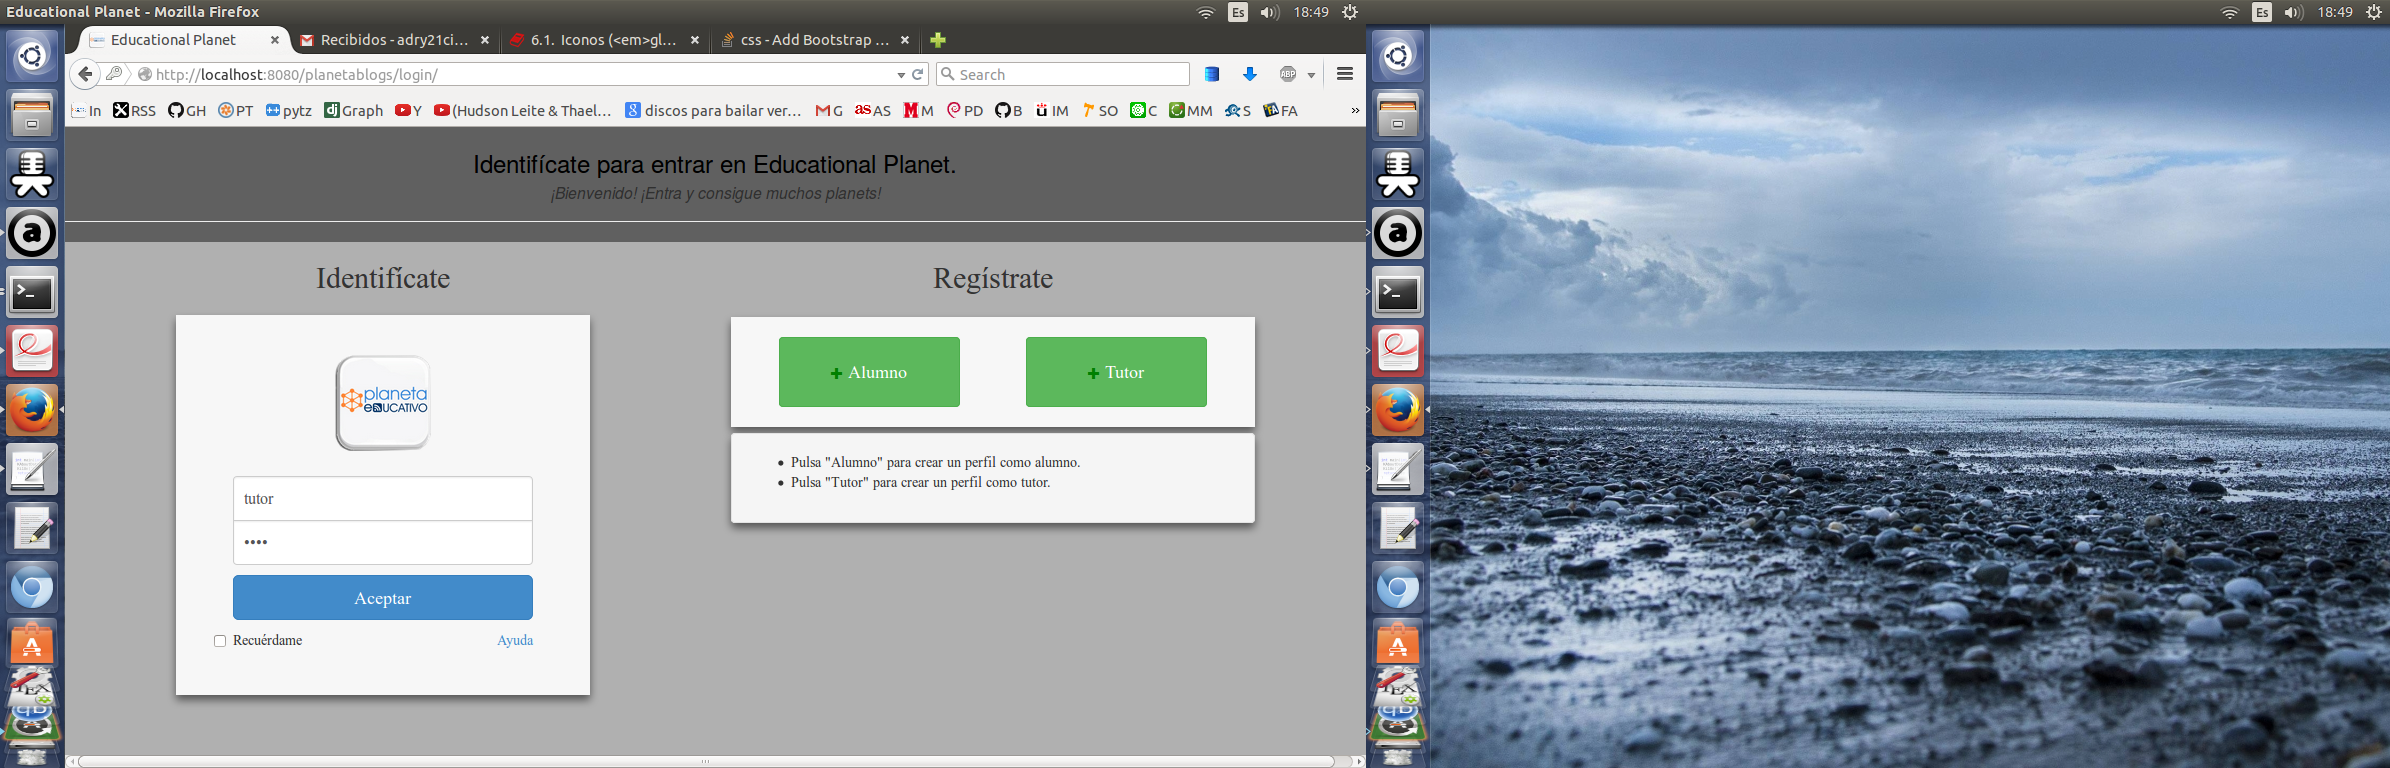 Educational Planet - Mozilla Firefox
Es
18:49
Es
18:49
Educational Planet
Recibidos - adry21ci...
6.1. Iconos (<em>gl...
css - Add Bootstrap ...
http://localhost:8080/planetablogs/login/
Search
ABP
In
RSS
GH
PT
pytz
dj Graph
Y
(Hudson Leite & Thael...
g discos para bailar ver...
G
as AS
M M
PD
B
ü IM
SO
C
MM
S
FA
»
Identifícate para entrar en Educational Planet.
¡Bienvenido! ¡Entra y consigue muchos planets!
Identifícate
Regístrate
planeta
eDUCATIVO
+ Alumno
+ Tutor
Pulsa "Alumno" para crear un perfil como alumno.
Pulsa "Tutor" para crear un perfil como tutor.
tutor
••••
Aceptar
Recuérdame
Ayuda